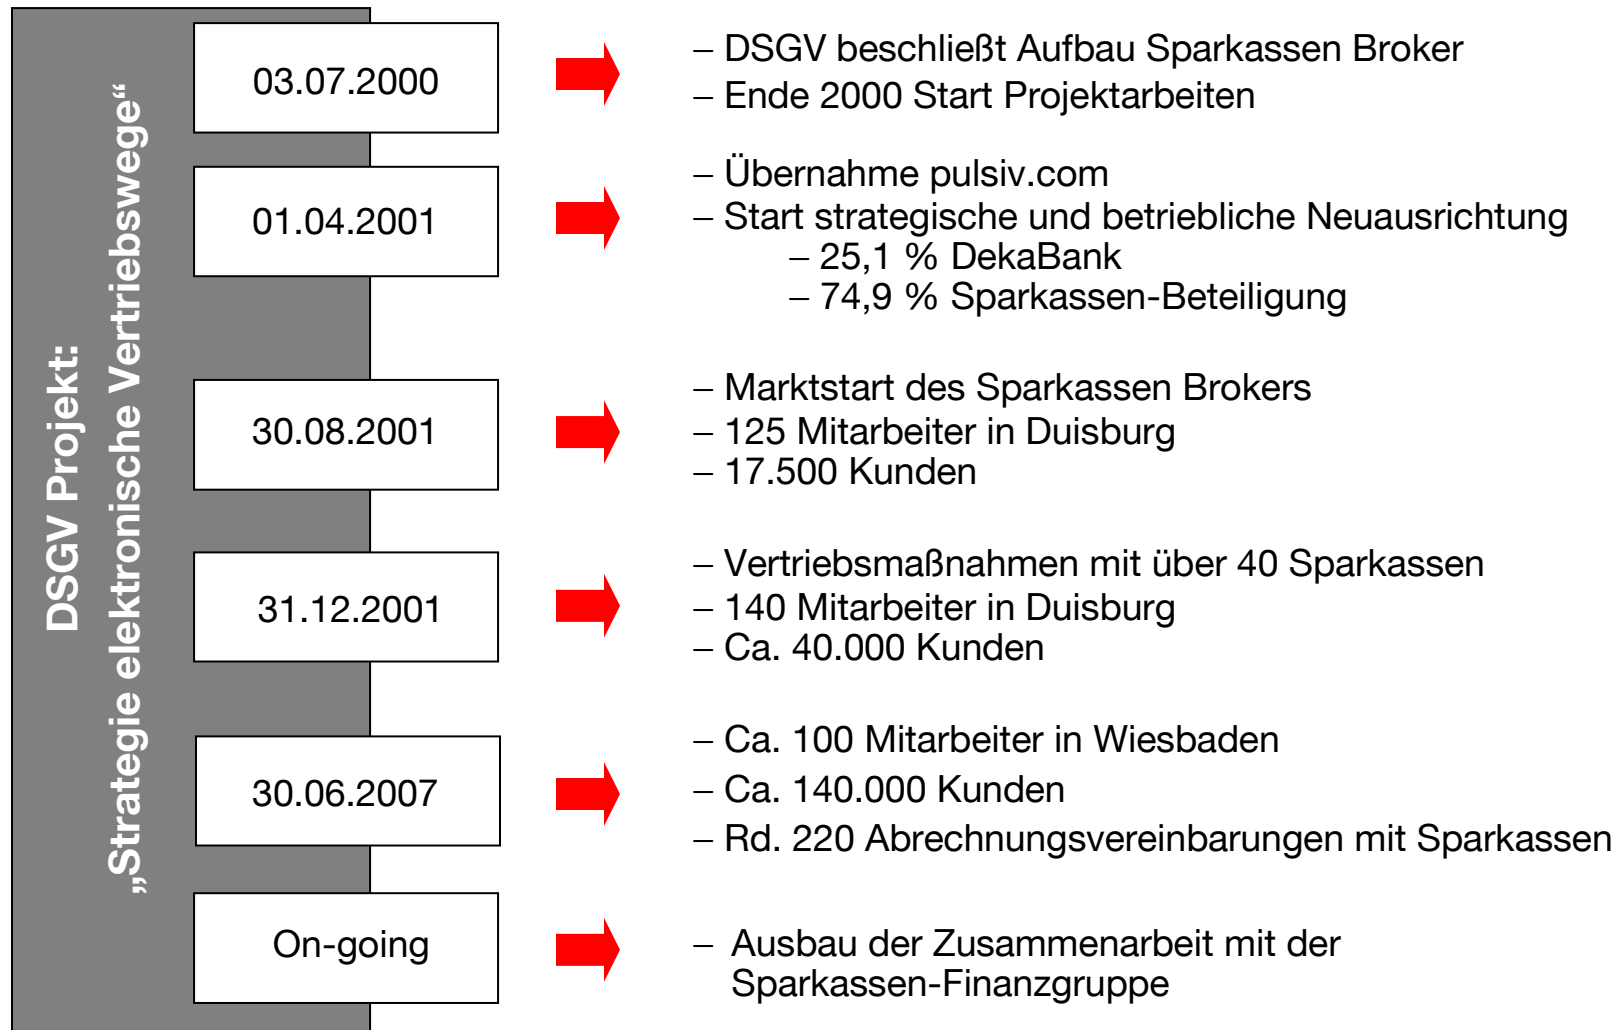 DSGV Projekt:
„Strategie elektronische Vertriebswege“
03.07.2000
– DSGV beschließt Aufbau Sparkassen Broker
– Ende 2000 Start Projektarbeiten
01.04.2001
– Übernahme pulsiv.com
– Start strategische und betriebliche Neuausrichtung
– 25,1 % DekaBank
– 74,9 % Sparkassen-Beteiligung
30.08.2001
– Marktstart des Sparkassen Brokers
– 125 Mitarbeiter in Duisburg
– 17.500 Kunden
31.12.2001
– Vertriebsmaßnahmen mit über 40 Sparkassen
– 140 Mitarbeiter in Duisburg
– Ca. 40.000 Kunden
30.06.2007
– Ca. 100 Mitarbeiter in Wiesbaden
– Ca. 140.000 Kunden
– Rd. 220 Abrechnungsvereinbarungen mit Sparkassen
On-going
– Ausbau der Zusammenarbeit mit der
Sparkassen-Finanzgruppe